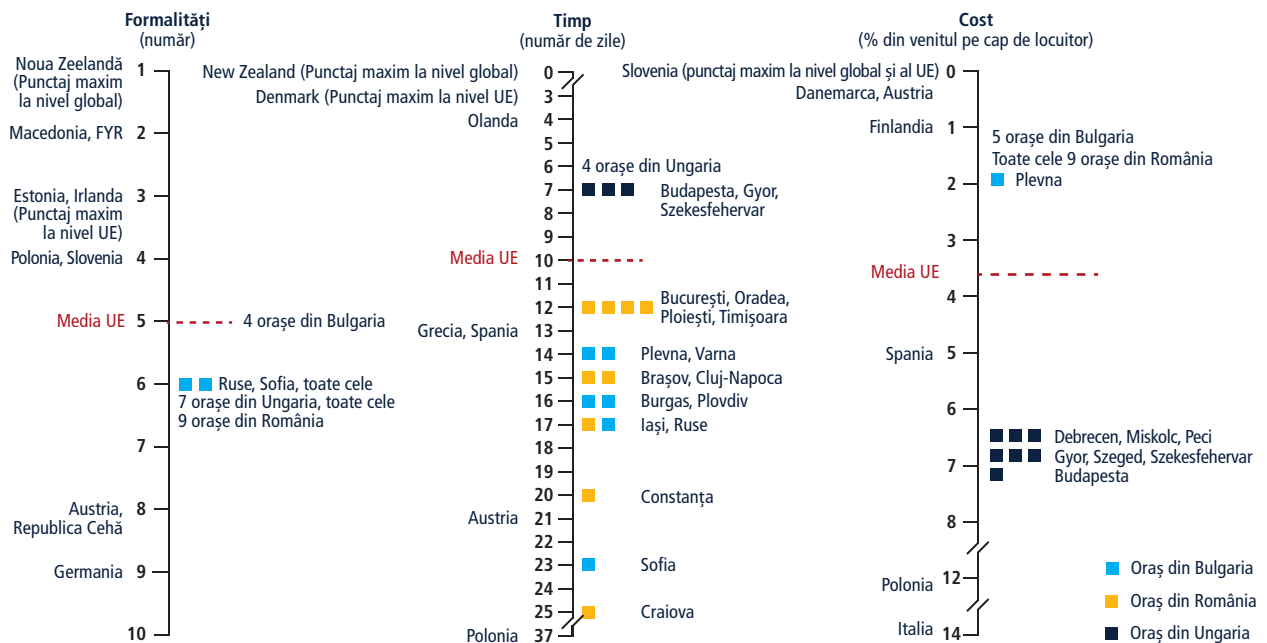 Formalități
(număr)
Noua Zeelandă
(Punctaj maxim
la nivel global)
1
Macedonia, FYR
2
Estonia, Irlanda
(Punctaj maxim
la nivel UE)
3
Polonia, Slovenia
4
Media UE
5
4 orașe din Bulgaria
6
Ruse, Sofia, toate cele
7 orașe din Ungaria, toate cele
9 orașe din România
7
Austria,
Republica Cehă
8
Germania
9
10
Timp
(număr de zile)
New Zealand (Punctaj maxim la nivel global)
0
Denmark (Punctaj maxim la nivel UE)
3
Olanda
4
5
6
4 orașe din Ungaria
7
Budapesta, Gyor,
Szekesfehervar
8
9
Media UE
10
11
12
București, Oradea,
Ploiești, Timișoara
Grecia, Spania
13
14
Plevna, Varna
15
Brașov, Cluj-Napoca
16
Burgas, Plovdiv
17
Iași, Ruse
18
19
20
Constanța
Austria
21
22
23
Sofia
24
25
Craiova
Polonia
37
Cost
(% din venitul pe cap de locuitor)
Slovenia (punctaj maxim la nivel global și al UE)
0
Danemarca, Austria
Finlandia
1
5 orașe din Bulgaria
Toate cele 9 orașe din România
2
Plevna
3
Media UE
4
Spania
5
6
Debrecen, Miskolc, Peci
Gyor, Szeged, Szekesfehervar
7
Budapesta
8
Polonia
12
Italia
14
Oraș din Bulgaria
Oraș din România
Oraș din Ungaria